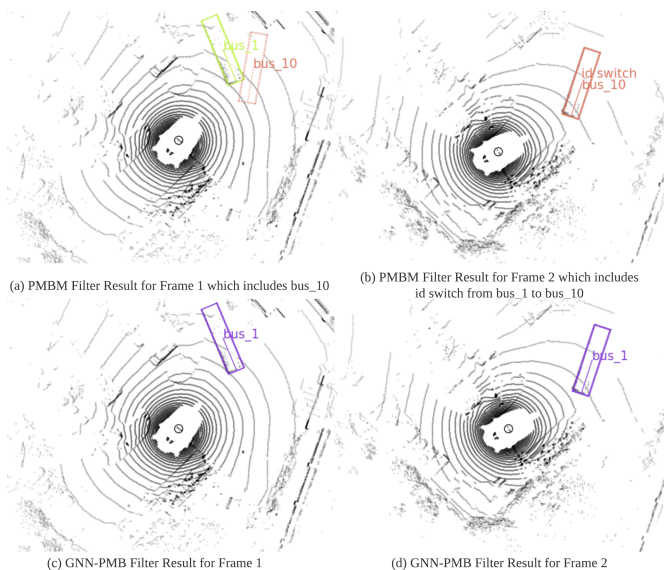 bus_1
bus_10
id switch
bus_10
(a) PMBM Filter Result for Frame 1 which includes bus_10
(b) PMBM Filter Result for Frame 2 which includes
id switch from bus_1 to bus_10
bus_1
bus_1
(c) GNN-PMB Filter Result for Frame 1
(d) GNN-PMB Filter Result for Frame 2